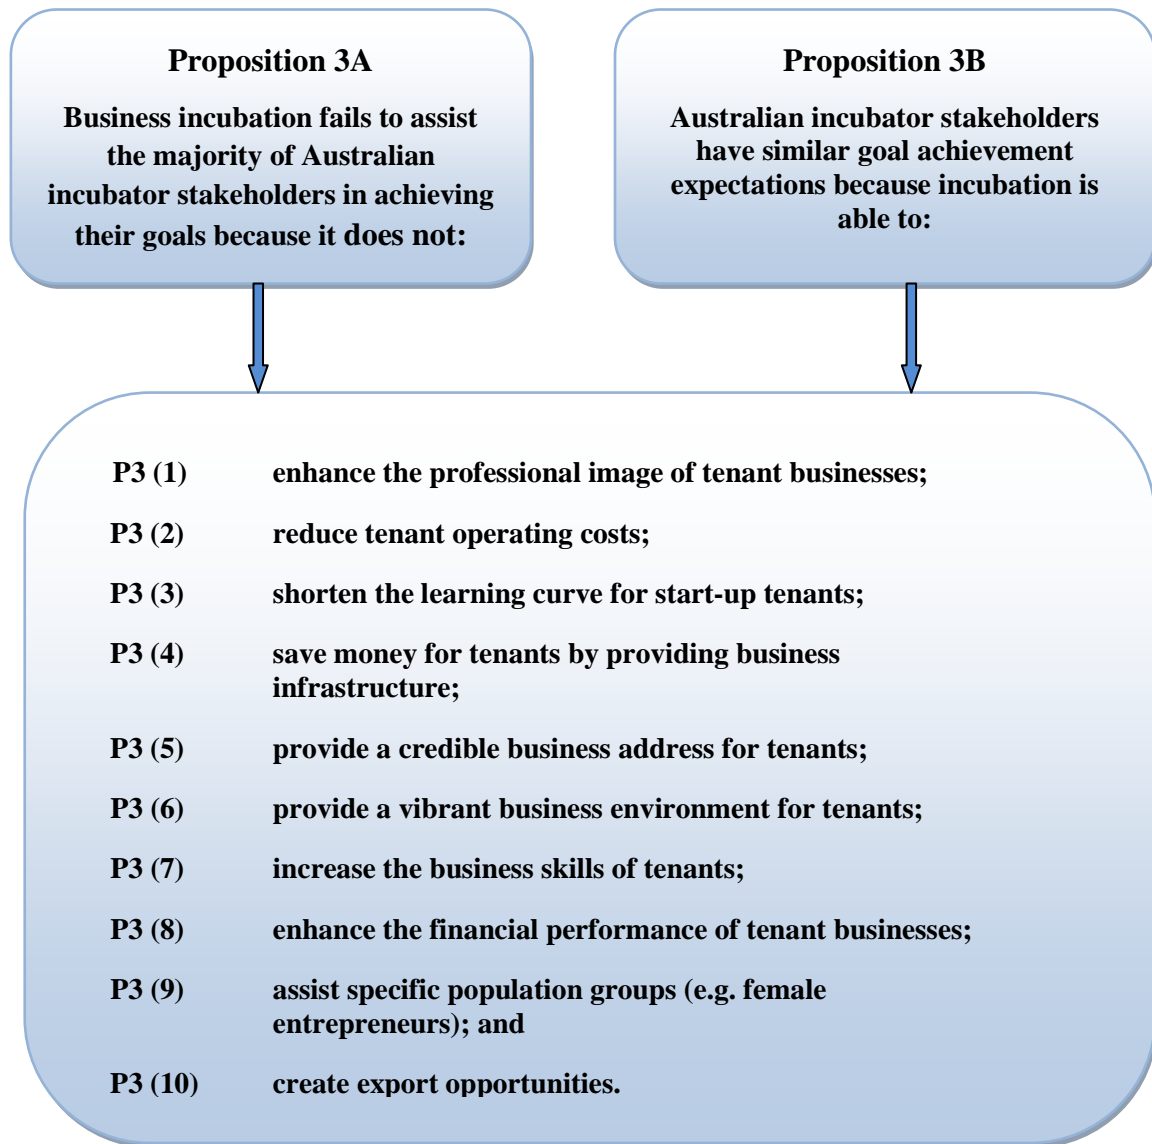 Proposition 3A
Business incubation fails to assist
the majority of Australian
incubator stakeholders in achieving
their goals because it does not:
Proposition 3B
Australian incubator stakeholders
have similar goal achievement
expectations because incubation is
able to:
P3 (1) enhance the professional image of tenant businesses;
P3 (2) reduce tenant operating costs;
P3 (3) shorten the learning curve for start-up tenants;
P3 (4) save money for tenants by providing business
infrastructure;
P3 (5) provide a credible business address for tenants;
P3 (6) provide a vibrant business environment for tenants;
P3 (7) increase the business skills of tenants;
P3 (8) enhance the financial performance of tenant businesses;
P3 (9) assist specific population groups (e.g. female
entrepreneurs); and
P3 (10) create export opportunities.